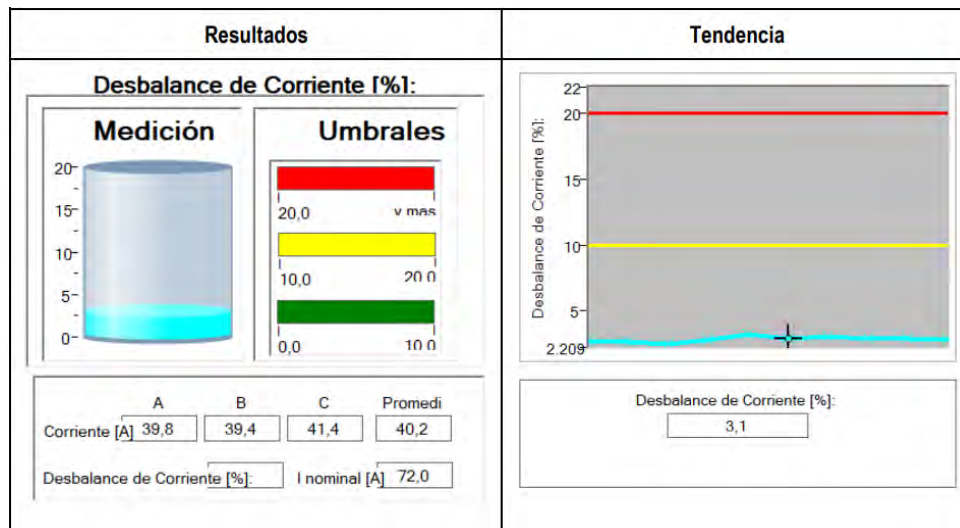 Resultados
Tendencia
Desbalance de Corriente [%]:
Medición
Umbrales
20
15
10
5
0
20,0 y mas
10,0 20,0
0,0 10,0
A B C Promedi
Corriente [A] 39,8 39,4 41,4 40,2
Desbalance de Corriente [%]: I nominal [A] 72,0
Desbalance de Corriente [%]:
22
20
15
10
5
2.209
Desbalance de Corriente [%]:
3,1